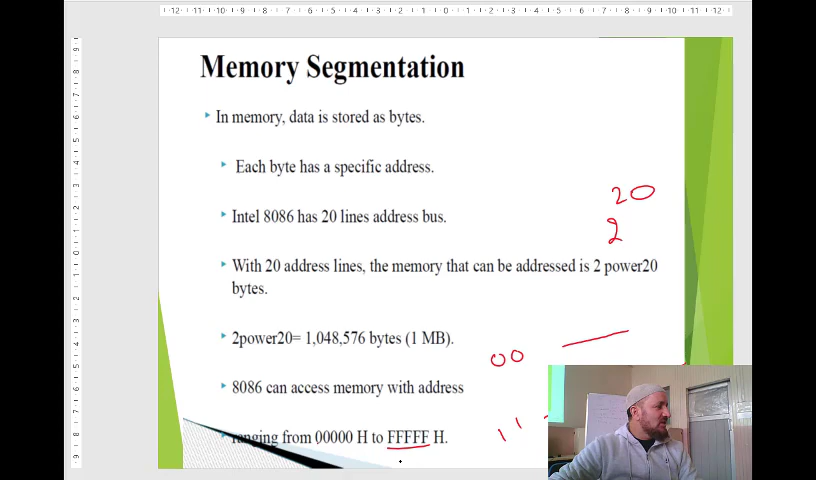 Memory Segmentation
In memory, data is stored as bytes.
Each byte has a specific address.
Intel 8086 has 20 lines address bus.
20
2
With 20 address lines, the memory that can be addressed is 2 power20
bytes.
2power20= 1,048,576 bytes (1 MB).
00
8086 can access memory with address
ranging from 00000 H to FFFFF H.
11